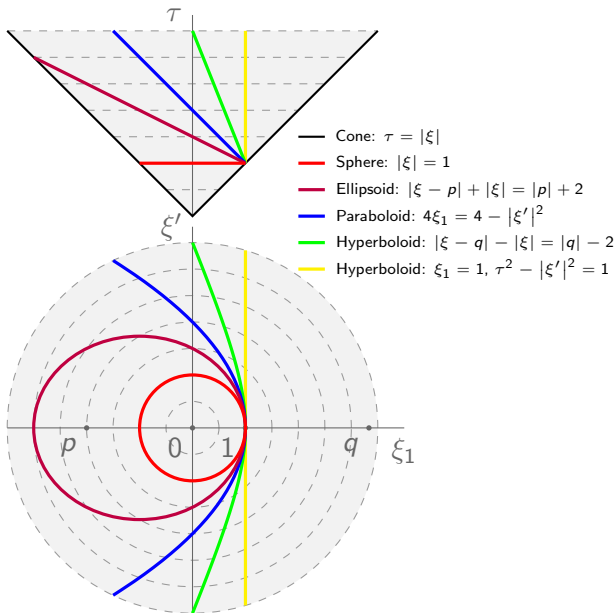 τ
Cone: τ = |ξ|
Sphere: |ξ| = 1
Ellipsoid: |ξ − p| + |ξ| = |p| + 2
Paraboloid: 4ξ₁ = 4 − |ξ′|²
Hyperboloid: |ξ − q| − |ξ| = |q| − 2
Hyperboloid: ξ₁ = 1, τ² − |ξ′|² = 1
ξ′
p 0 1 q ξ₁